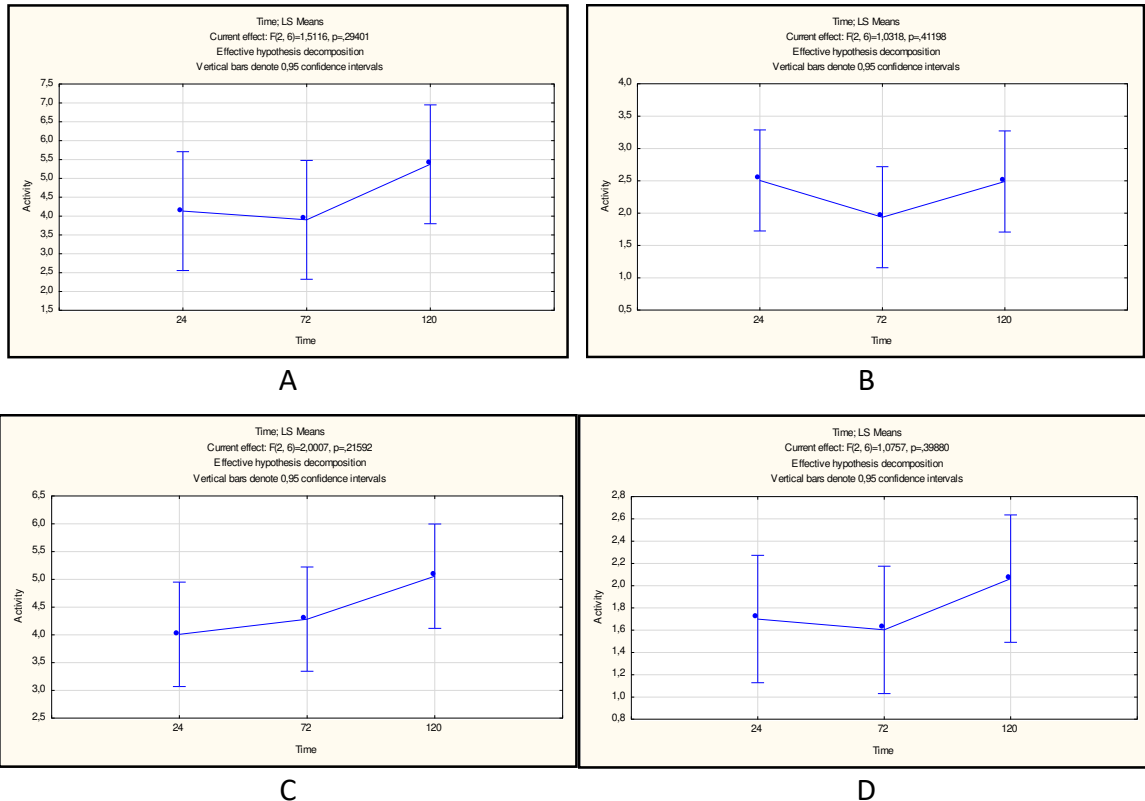 Time; LS Means
Current effect: F(2, 6)=1,5116, p=,29401
Effective hypothesis decomposition
Vertical bars denote 0,95 confidence intervals
7,5
7,0
6,5
6,0
5,5
5,0
4,5
4,0
3,5
3,0
2,5
2,0
1,5
Activity
24 72 120
Time
A
Time; LS Means
Current effect: F(2, 6)=1,0318, p=,41198
Effective hypothesis decomposition
Vertical bars denote 0,95 confidence intervals
4,0
3,5
3,0
2,5
2,0
1,5
1,0
0,5
Activity
24 72 120
Time
B
Time; LS Means
Current effect: F(2, 6)=2,0007, p=,21592
Effective hypothesis decomposition
Vertical bars denote 0,95 confidence intervals
6,5
6,0
5,5
5,0
4,5
4,0
3,5
3,0
2,5
Activity
24 72 120
Time
C
Time; LS Means
Current effect: F(2, 6)=1,0757, p=,39880
Effective hypothesis decomposition
Vertical bars denote 0,95 confidence intervals
2,8
2,6
2,4
2,2
2,0
1,8
1,6
1,4
1,2
1,0
0,8
Activity
24 72 120
Time
D